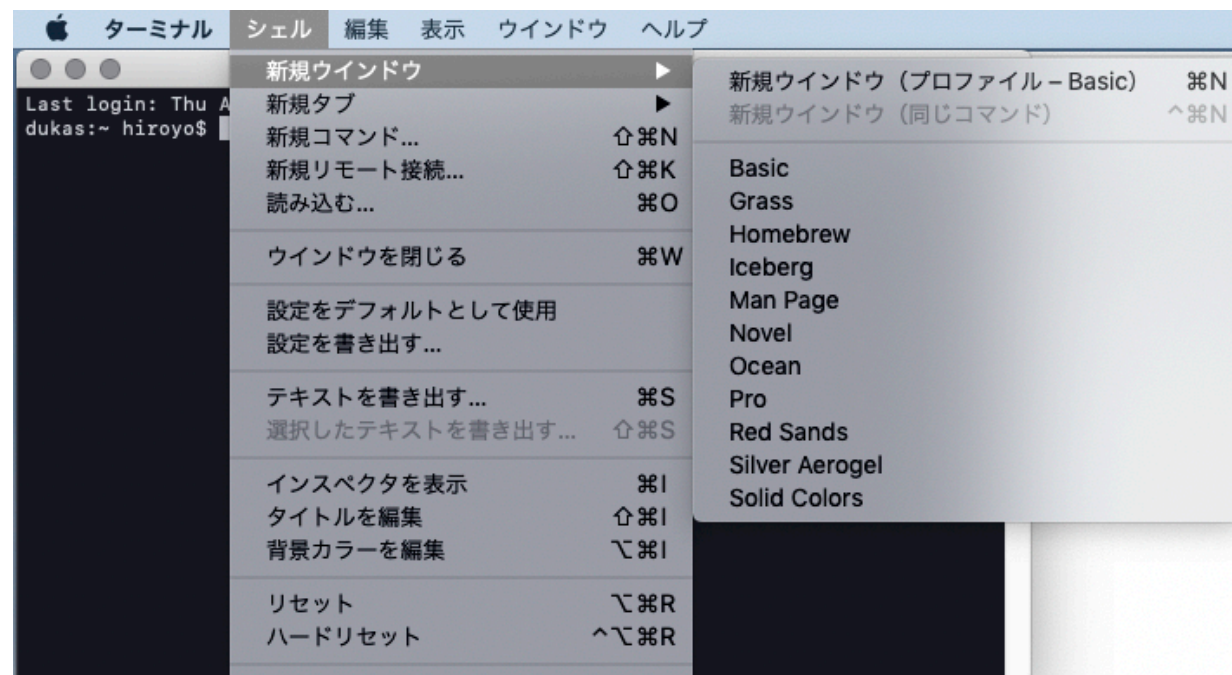 ターミナル シェル 編集 表示 ウインドウ ヘルプ
Last login: Thu
dukas:~ hiroyo$
新規ウインドウ
新規タブ
新規コマンド... ⇧⌘N
新規リモート接続... ⇧⌘K
読み込む... ⌘O
ウインドウを閉じる ⌘W
設定をデフォルトとして使用
設定を書き出す...
テキストを書き出す... ⌘S
選択したテキストを書き出す... ⇧⌘S
インスペクタを表示 ⌘I
タイトルを編集 ⇧⌘I
背景カラーを編集 ⌥⌘I
リセット ⌥⌘R
ハードリセット ^⌥⌘R
新規ウインドウ（プロファイル – Basic） ⌘N
新規ウインドウ（同じコマンド） ^⌘N
Basic
Grass
Homebrew
Iceberg
Man Page
Novel
Ocean
Pro
Red Sands
Silver Aerogel
Solid Colors